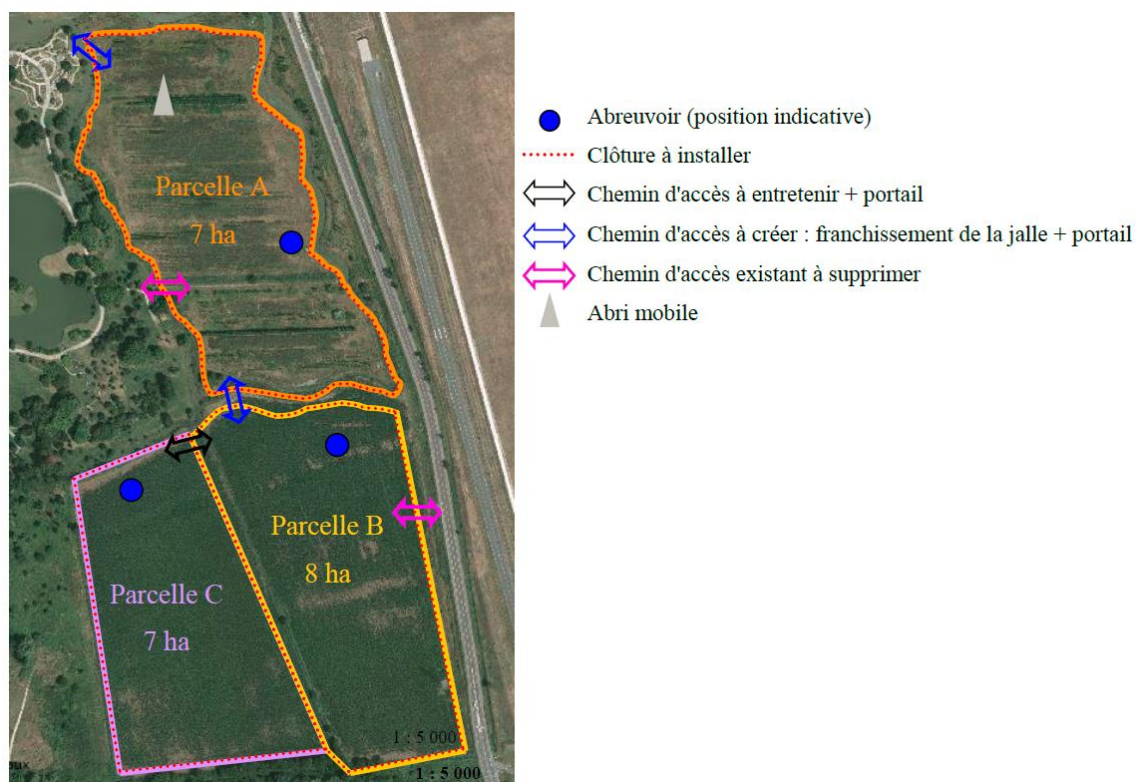 Parcelle A
7 ha
Parcelle B
8 ha
Parcelle C
7 ha
1 : 5 000
1 : 5 000
Abreuvoir (position indicative)
Clôture à installer
Chemin d'accès à entretenir + portail
Chemin d'accès à créer : franchissement de la jalle + portail
Chemin d'accès existant à supprimer
Abri mobile